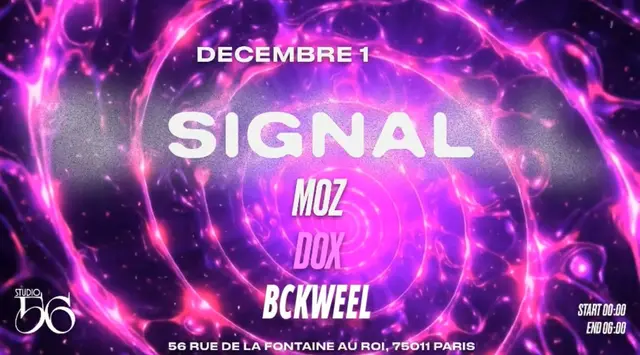 DECEMBRE 1
SIGNAL
MOZ
DOX
BCKWEEL
STUDIO
56
START 00:00
END 06:00
56 RUE DE LA FONTAINE AU ROI, 75011 PARIS